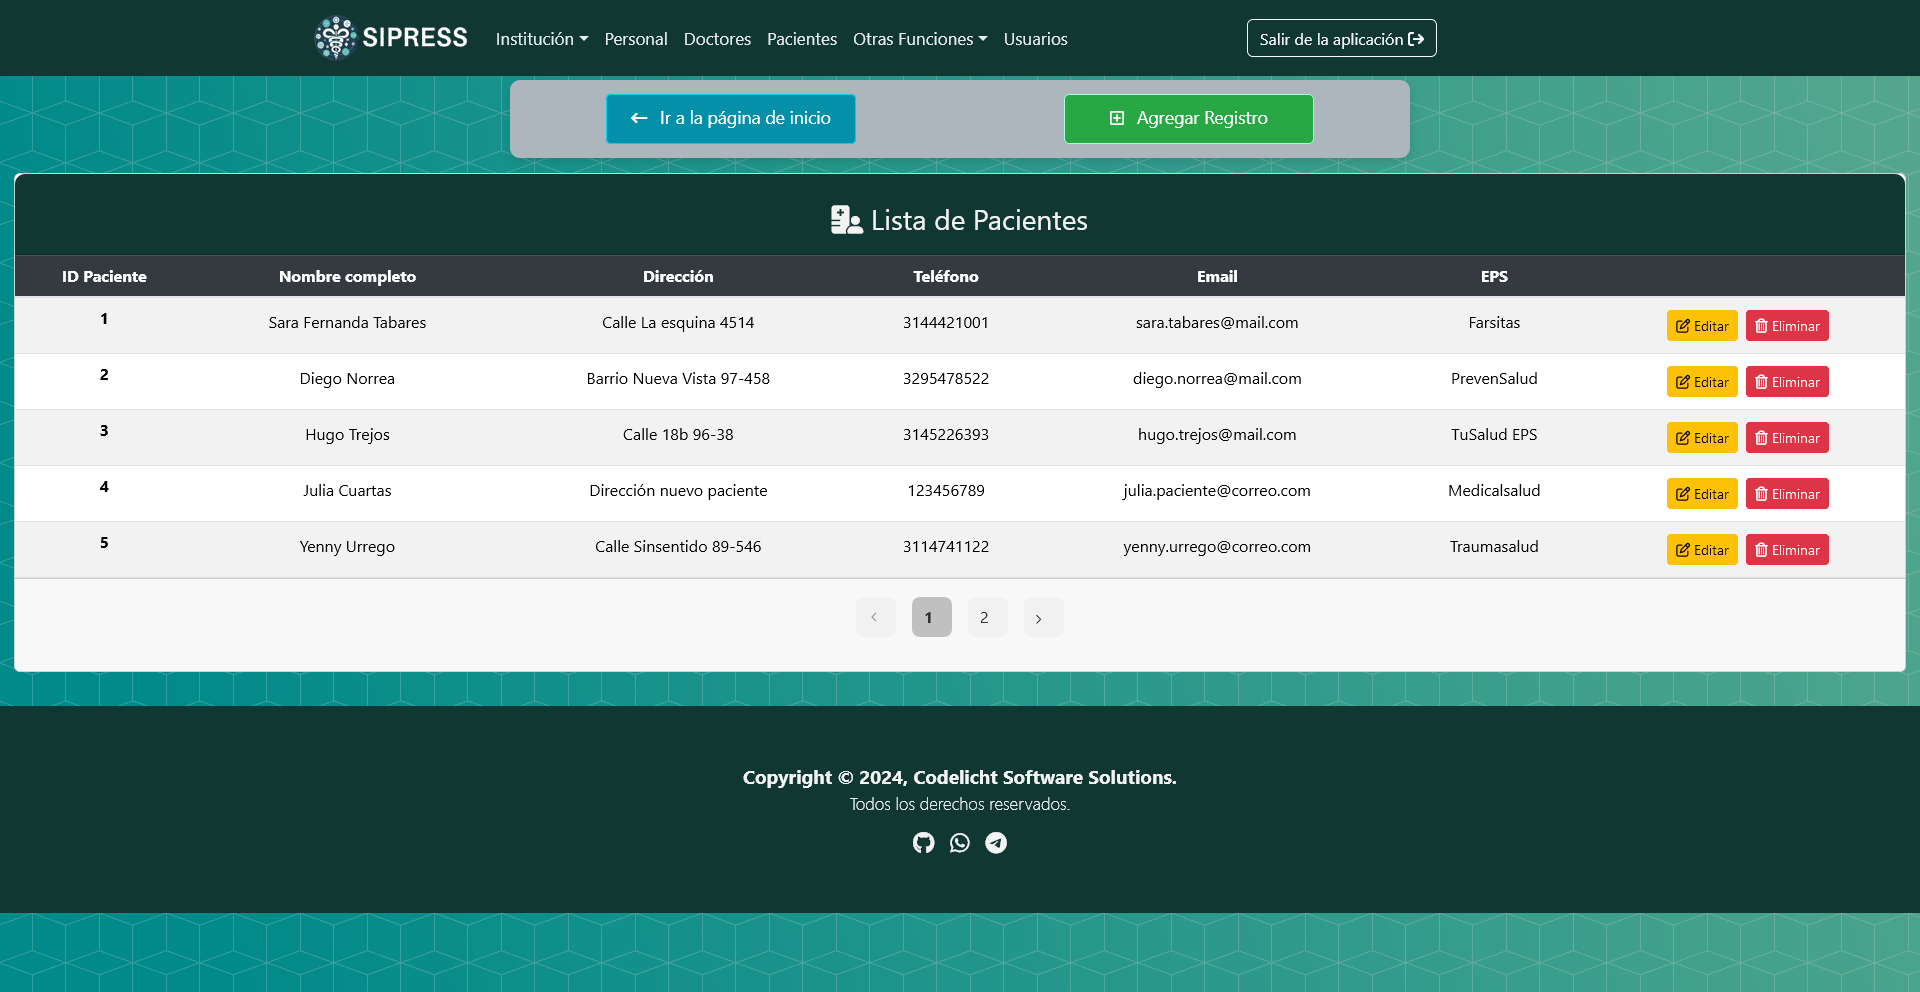 SIPRESS Institución Personal Doctores Pacientes Otras Funciones Usuarios Salir de la aplicación
Ir a la página de inicio Agregar Registro
Lista de Pacientes
ID Paciente Nombre completo Dirección Teléfono Email EPS
1 Sara Fernanda Tabares Calle La esquina 4514 3144421001 sara.tabares@mail.com Farsitas Editar Eliminar
2 Diego Norrea Barrio Nueva Vista 97-458 3295478522 diego.norrea@mail.com PrevenSalud Editar Eliminar
3 Hugo Trejos Calle 18b 96-38 3145226393 hugo.trejos@mail.com TuSalud EPS Editar Eliminar
4 Julia Cuartas Dirección nuevo paciente 123456789 julia.paciente@correo.com Medicalsalud Editar Eliminar
5 Yenny Urrego Calle Sinsentido 89-546 3114741122 yenny.urrego@correo.com Traumasalud Editar Eliminar
‹ 1 2 ›
Copyright © 2024, Codelicht Software Solutions.
Todos los derechos reservados.